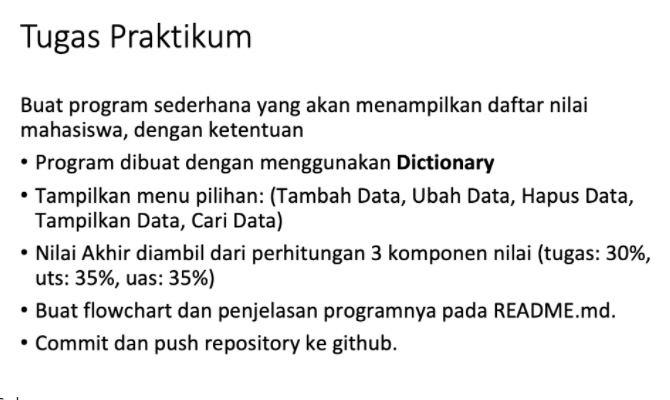 Tugas Praktikum
Buat program sederhana yang akan menampilkan daftar nilai
mahasiswa, dengan ketentuan
• Program dibuat dengan menggunakan Dictionary
• Tampilkan menu pilihan: (Tambah Data, Ubah Data, Hapus Data,
Tampilkan Data, Cari Data)
• Nilai Akhir diambil dari perhitungan 3 komponen nilai (tugas: 30%,
uts: 35%, uas: 35%)
• Buat flowchart dan penjelasan programnya pada README.md.
• Commit dan push repository ke github.